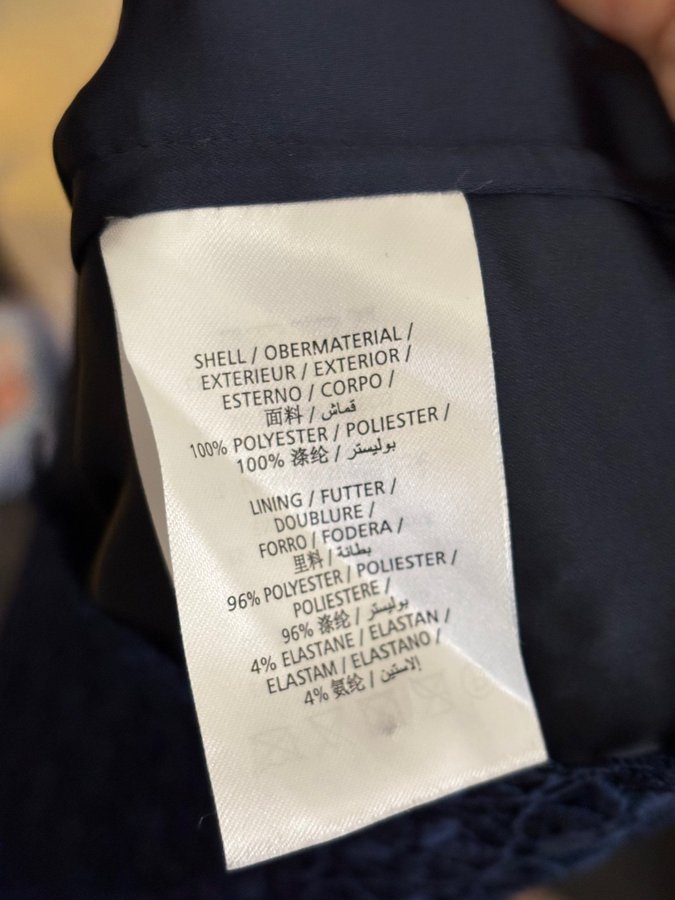 SHELL / OBERMATERIAL /
EXTERIEUR / EXTERIOR /
ESTERNO / CORPO /
面料 / قماش
100% POLYESTER / POLIESTER /
100% 涤纶 / بوليستر
LINING / FUTTER /
DOUBLURE /
FORRO / FODERA /
里料 / بطانة
96% POLYESTER / POLIESTER /
POLIESTERE /
96% 涤纶 / بوليستر
4% ELASTANE / ELASTAN /
ELASTAM / ELASTANO /
4% 氨纶 / إلاستين